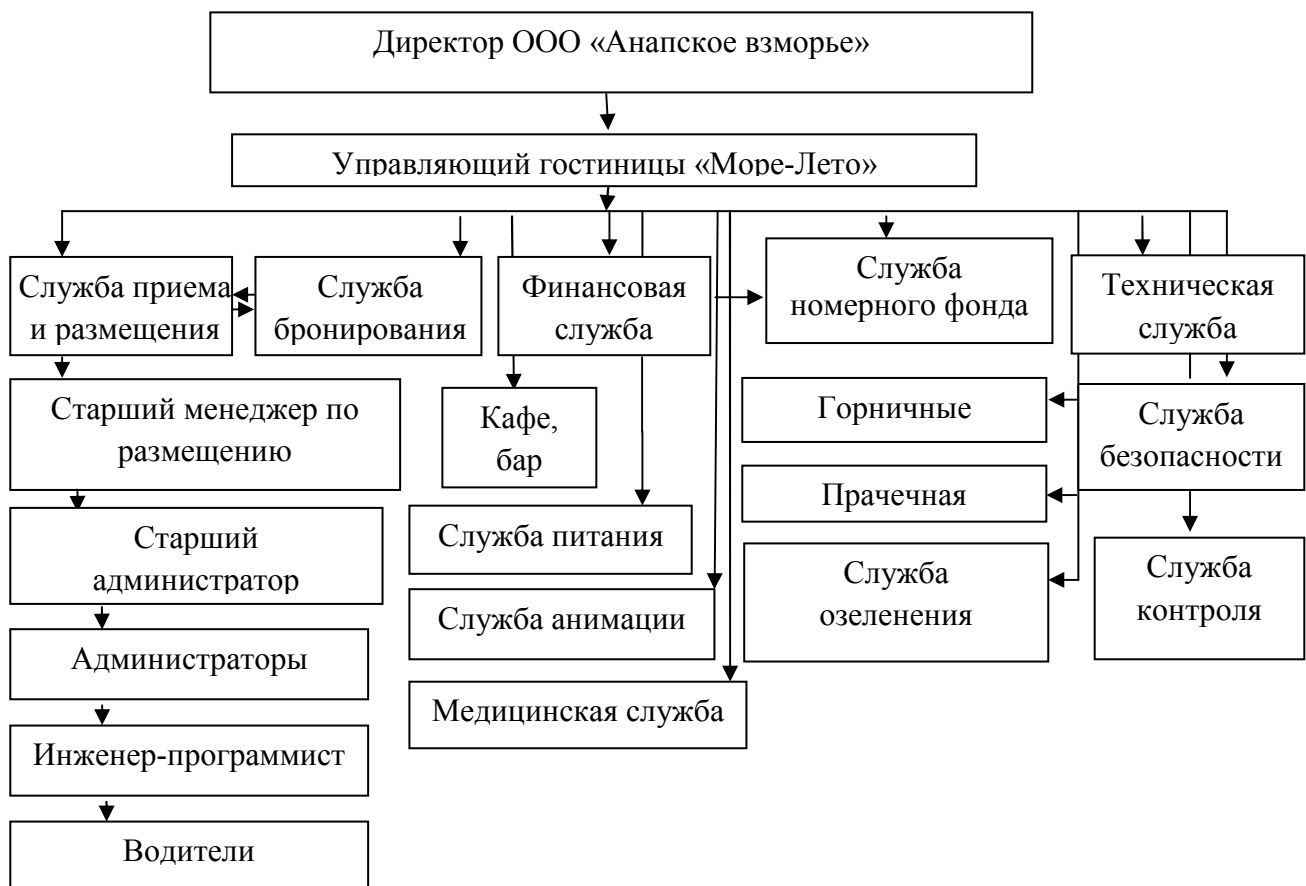 Директор ООО «Анапское взморье»
Управляющий гостиницы «Море-Лето»
Служба приема
и размещения
Служба
бронирования
Финансовая
служба
Служба
номерного фонда
Техническая
служба
Старший менеджер по
размещению
Кафе,
бар
Горничные
Служба
безопасности
Прачечная
Старший
администратор
Служба питания
Служба
озеленения
Служба
контроля
Служба анимации
Администраторы
Медицинская служба
Инженер-программист
Водители